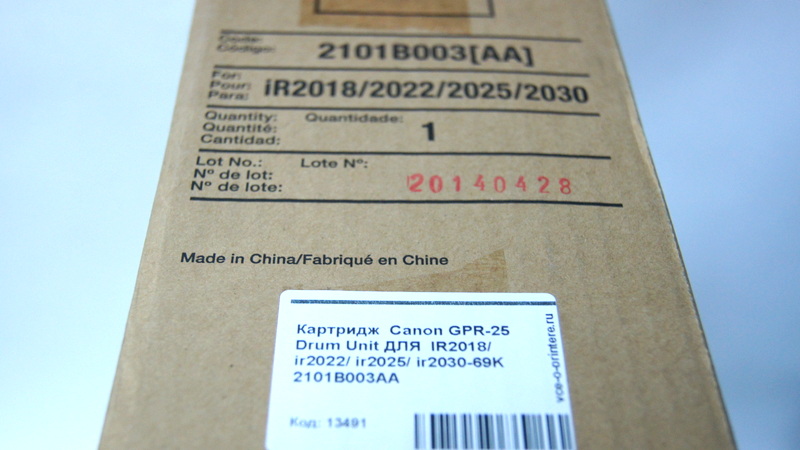 Code:
Código:
2101B003[AA]
For:
Pour:
Para:
iR2018/2022/2025/2030
Quantity: Quantidade:
Quantité:
Cantidad:
1
Lot No.: Lote Nº:
Nº de lot:
Nº de lote:
20140428
Made in China/Fabriqué en Chine
Картридж Canon GPR-25
Drum Unit ДЛЯ IR2018/
ir2022/ ir2025/ ir2030-69K
2101B003AA
Код: 13491
vce-o-printere.ru